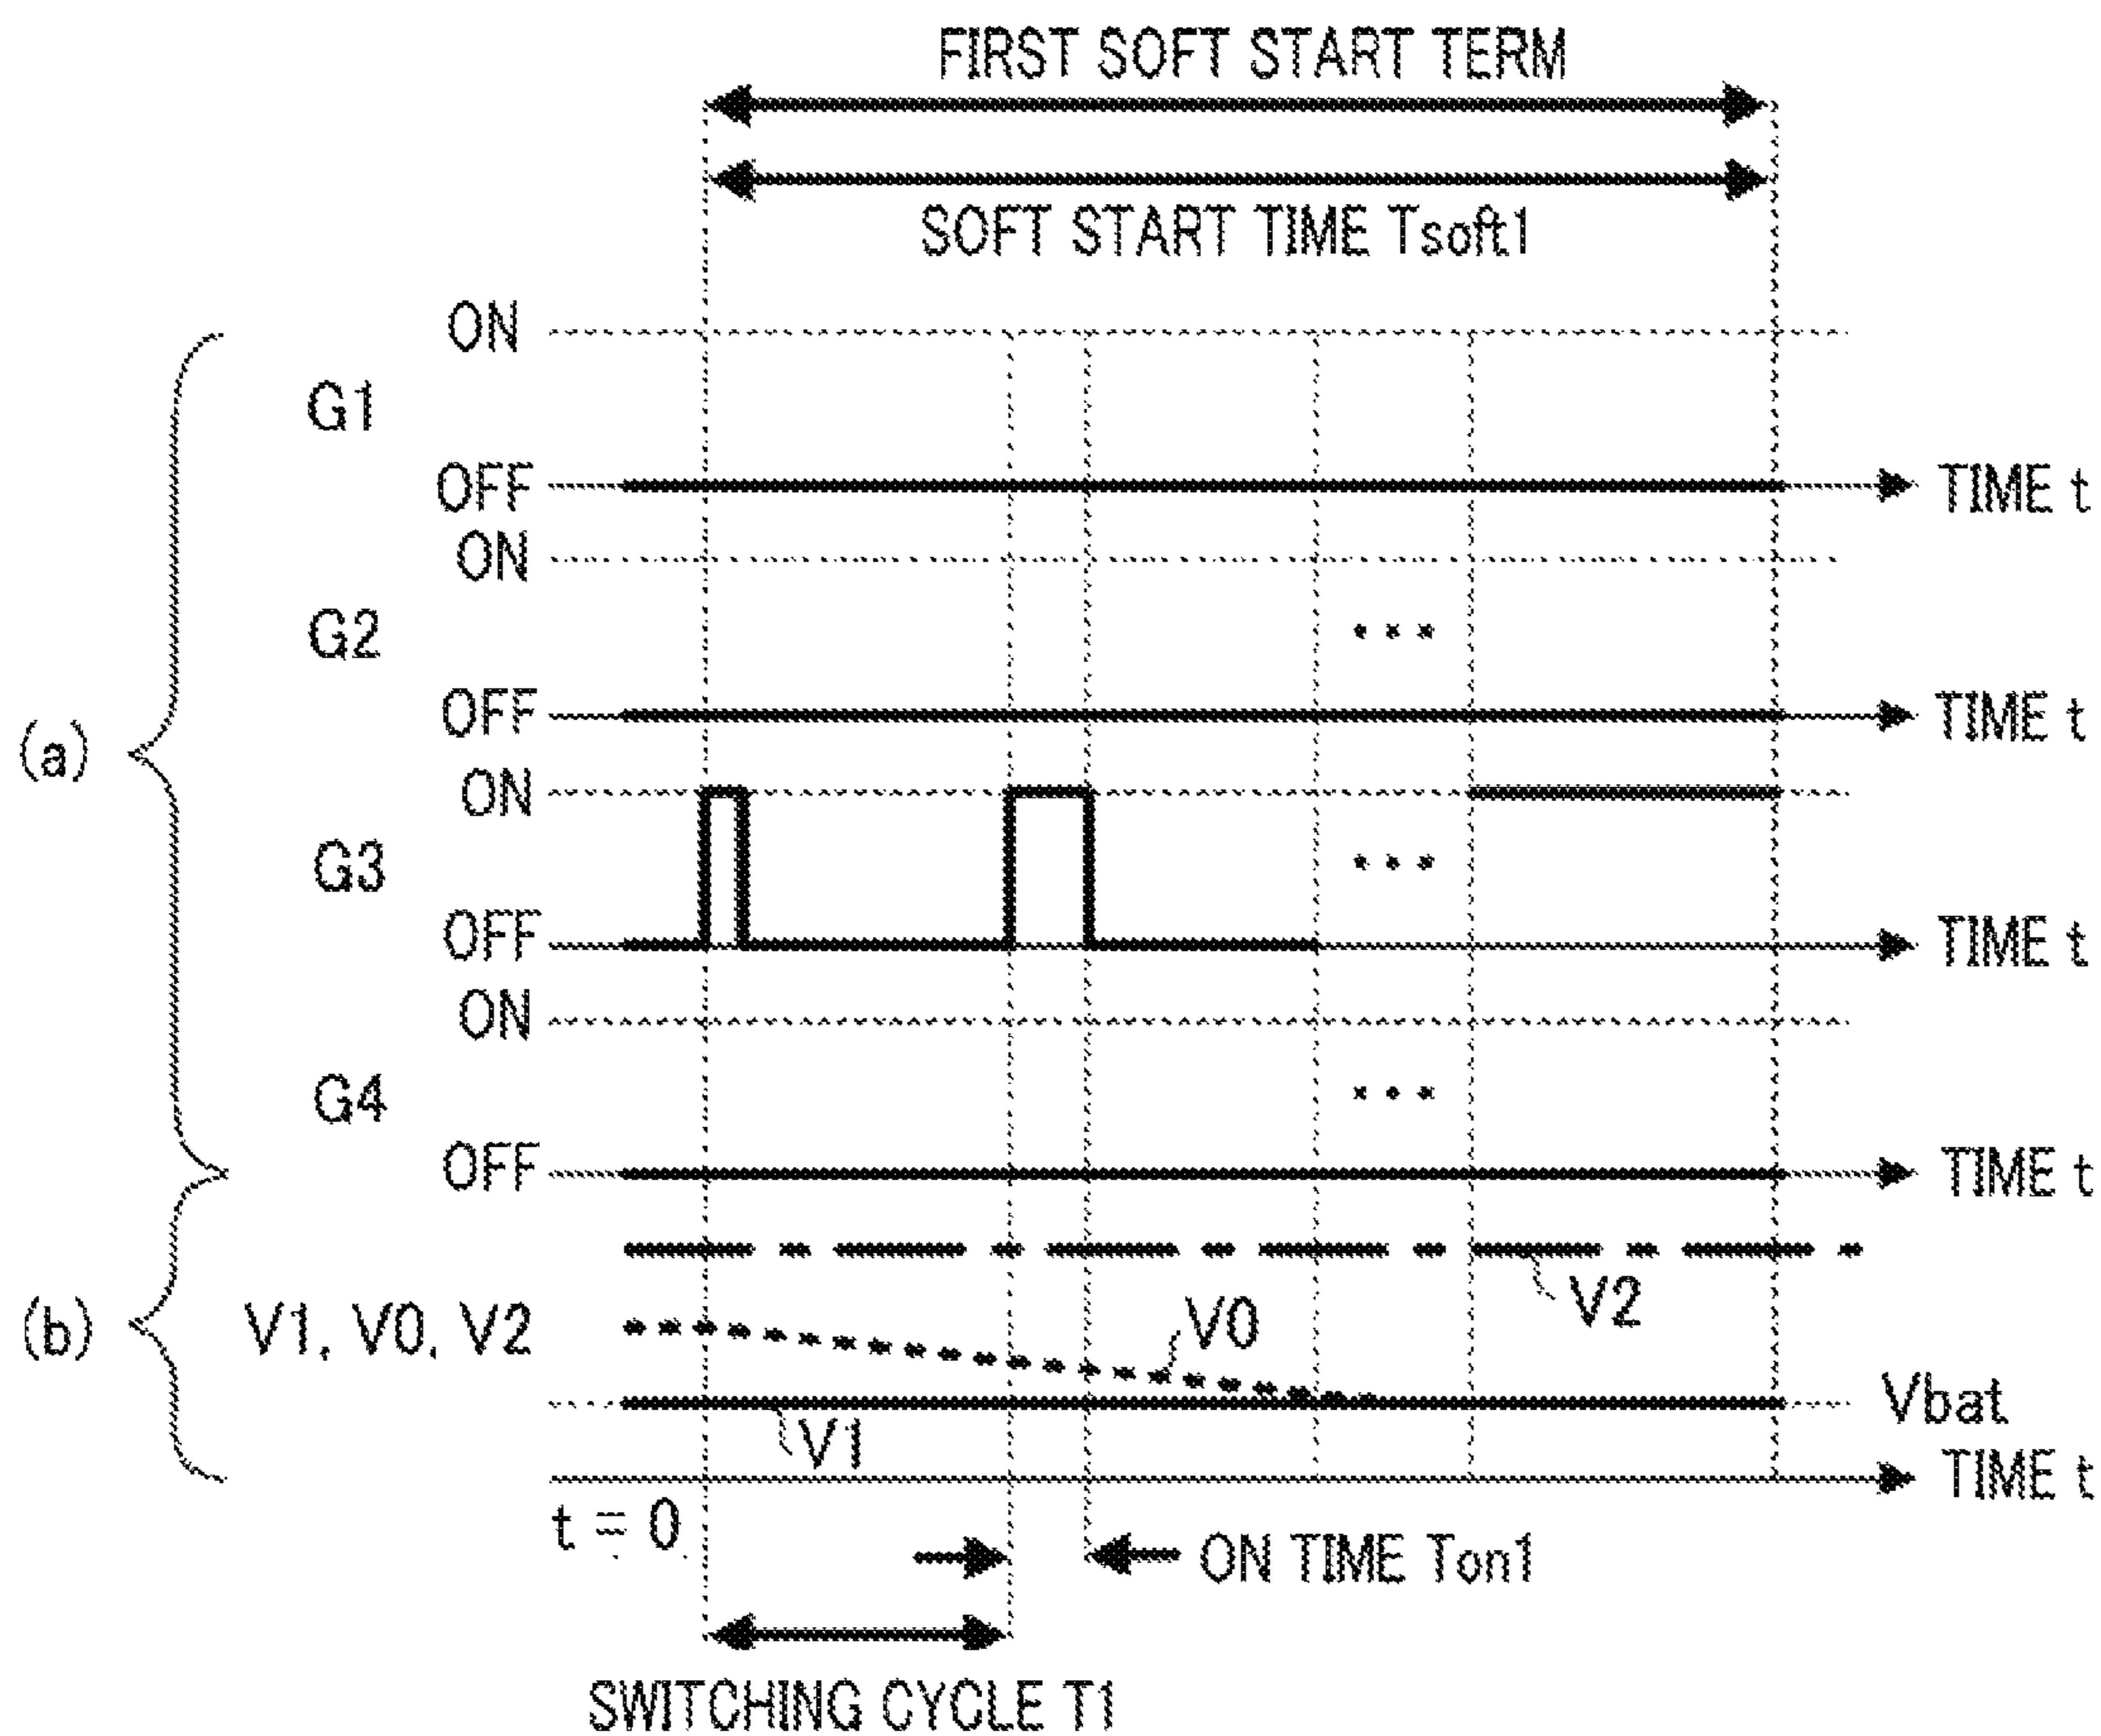 FIRST SOFT START TERM
SOFT START TIME Tsoft1
ON
G1
OFF
TIME t
ON
G2
...
OFF
TIME t
(a)
ON
G3
...
OFF
TIME t
ON
G4
...
OFF
TIME t
V2
(b)
V1, V0, V2
V0
Vbat
V1
TIME t
t = 0
ON TIME Ton1
SWITCHING CYCLE T1